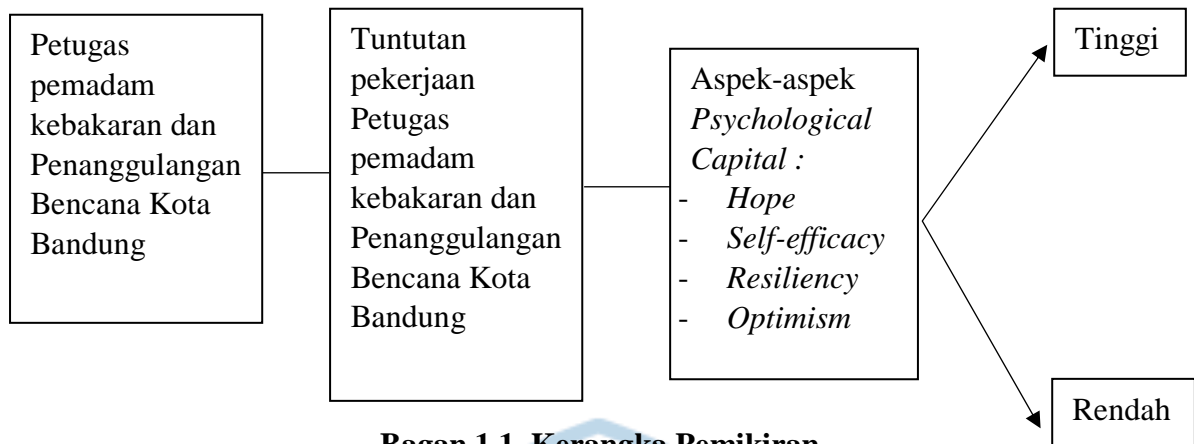 Petugas
pemadam
kebakaran dan
Penanggulangan
Bencana Kota
Bandung
Tuntutan
pekerjaan
Petugas
pemadam
kebakaran dan
Penanggulangan
Bencana Kota
Bandung
Aspek-aspek
Psychological
Capital :
- Hope
- Self-efficacy
- Resiliency
- Optimism
Tinggi
Rendah
Bagan 1.1 Kerangka Pemikiran